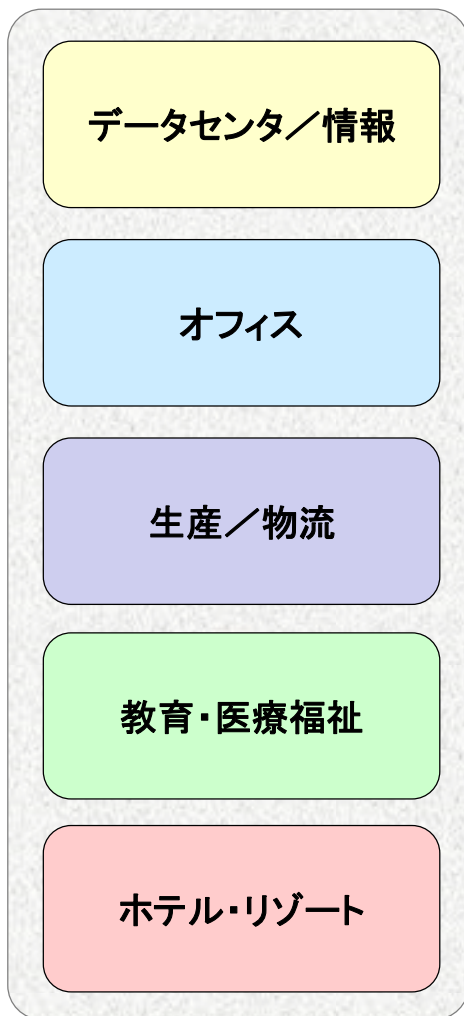 データセンタ／情報
オフィス
生産／物流
教育・医療福祉
ホテル・リゾート